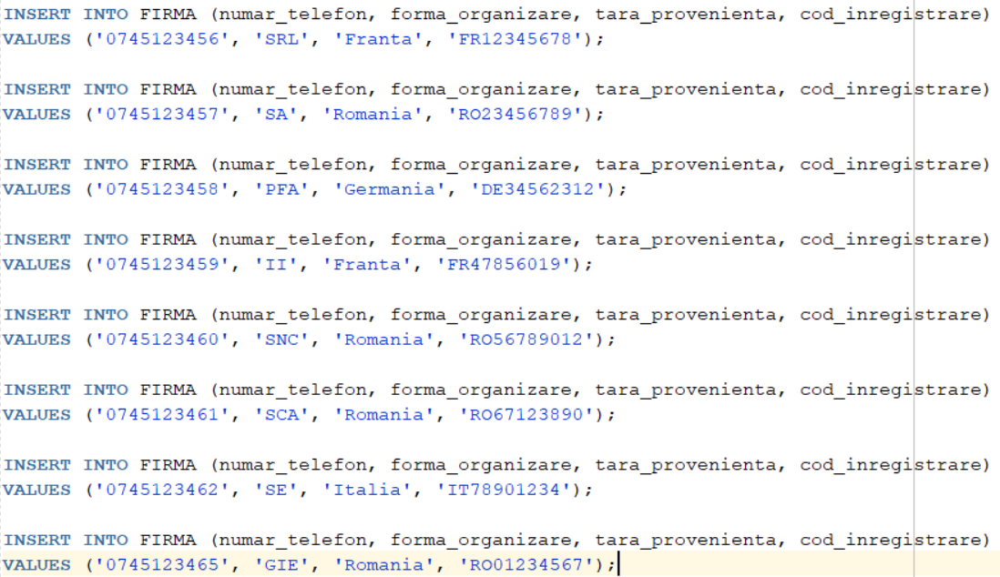 INSERT INTO FIRMA (numar_telefon, forma_organizare, tara_provenienta, cod_inregistrare)
VALUES ('0745123456', 'SRL', 'Franta', 'FR12345678');
INSERT INTO FIRMA (numar_telefon, forma_organizare, tara_provenienta, cod_inregistrare)
VALUES ('0745123457', 'SA', 'Romania', 'RO23456789');
INSERT INTO FIRMA (numar_telefon, forma_organizare, tara_provenienta, cod_inregistrare)
VALUES ('0745123458', 'PFA', 'Germania', 'DE34562312');
INSERT INTO FIRMA (numar_telefon, forma_organizare, tara_provenienta, cod_inregistrare)
VALUES ('0745123459', 'II', 'Franta', 'FR47856019');
INSERT INTO FIRMA (numar_telefon, forma_organizare, tara_provenienta, cod_inregistrare)
VALUES ('0745123460', 'SNC', 'Romania', 'RO56789012');
INSERT INTO FIRMA (numar_telefon, forma_organizare, tara_provenienta, cod_inregistrare)
VALUES ('0745123461', 'SCA', 'Romania', 'RO67123890');
INSERT INTO FIRMA (numar_telefon, forma_organizare, tara_provenienta, cod_inregistrare)
VALUES ('0745123462', 'SE', 'Italia', 'IT78901234');
INSERT INTO FIRMA (numar_telefon, forma_organizare, tara_provenienta, cod_inregistrare)
VALUES ('0745123465', 'GIE', 'Romania', 'RO01234567');